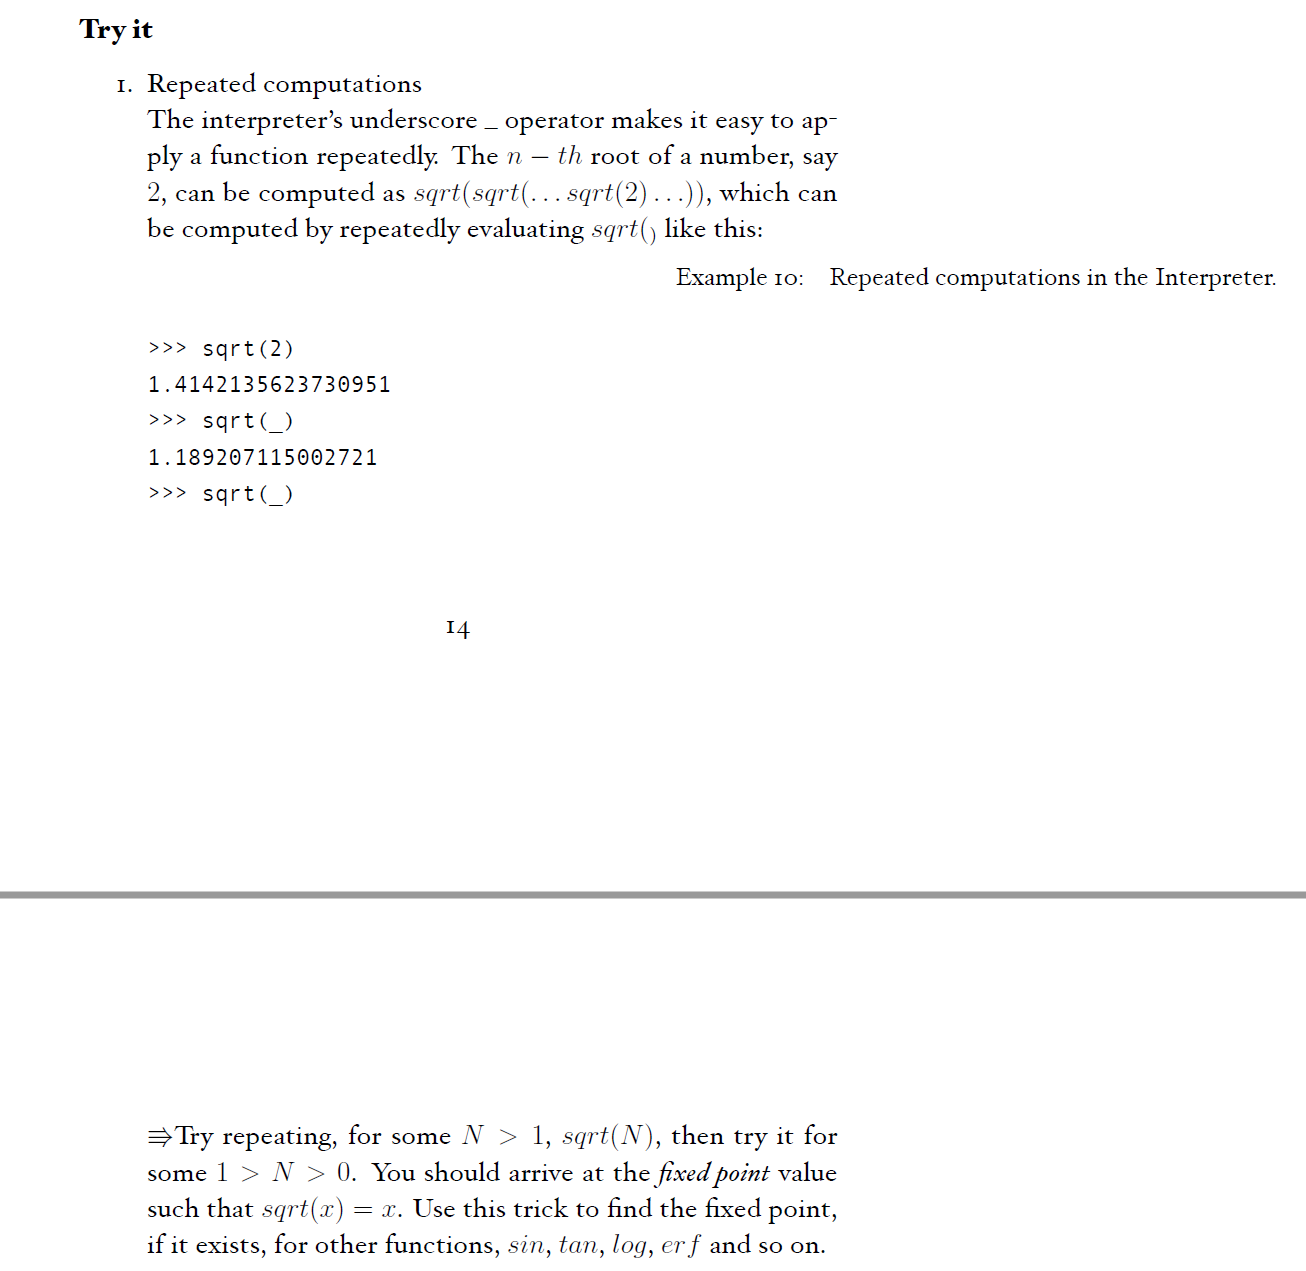 Try it
1. Repeated computations
The interpreter’s underscore _ operator makes it easy to ap-
ply a function repeatedly. The n − th root of a number, say
2, can be computed as sqrt(sqrt(. . . sqrt(2) . . .)), which can
be computed by repeatedly evaluating sqrt() like this:
Example 10: Repeated computations in the Interpreter.
>>> sqrt(2)
1.4142135623730951
>>> sqrt(_)
1.189207115002721
>>> sqrt(_)
14
⇛Try repeating, for some N > 1, sqrt(N), then try it for
some 1 > N > 0. You should arrive at the fixed point value
such that sqrt(x) = x. Use this trick to find the fixed point,
if it exists, for other functions, sin, tan, log, erf and so on.